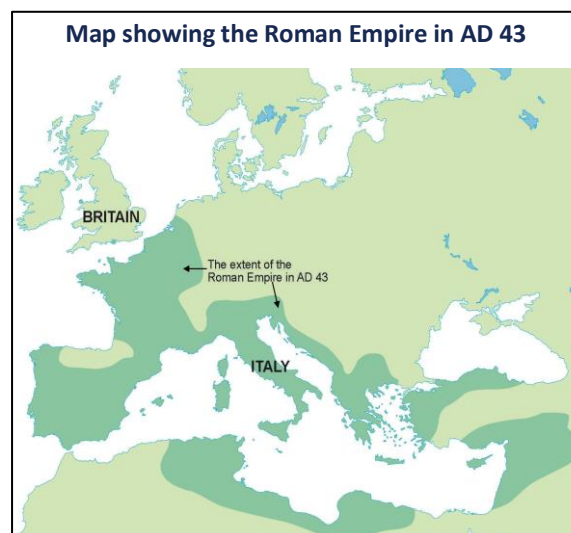 Map showing the Roman Empire in AD 43
BRITAIN
The extent of the
Roman Empire in AD 43
ITALY